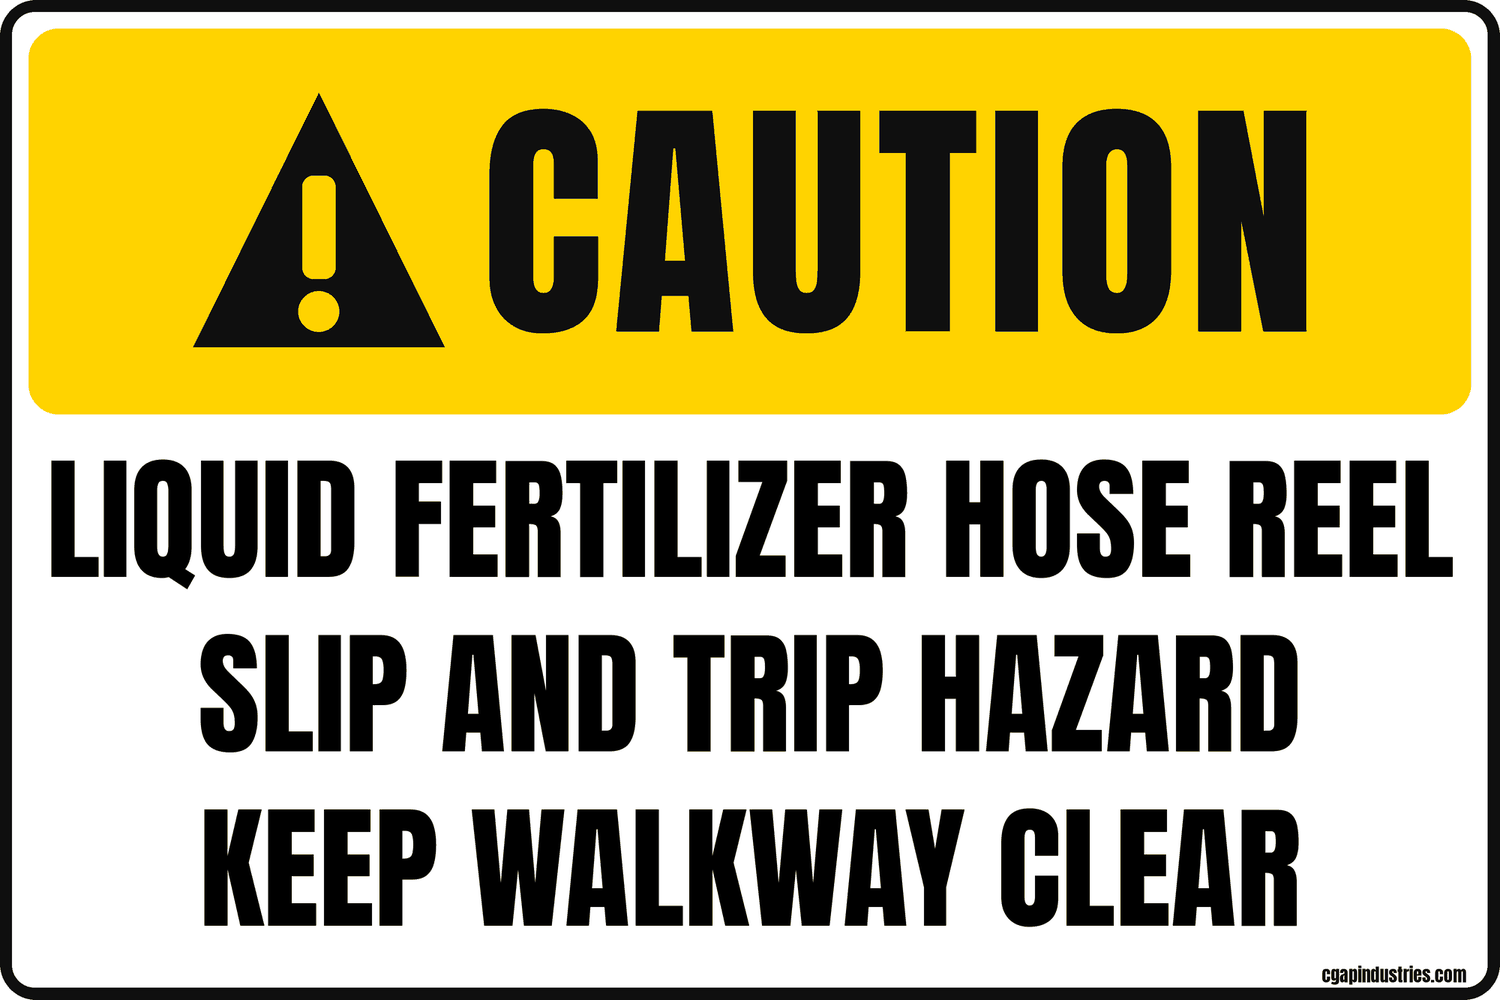 CAUTION
LIQUID FERTILIZER HOSE REEL
SLIP AND TRIP HAZARD
KEEP WALKWAY CLEAR
cgapindustries.com